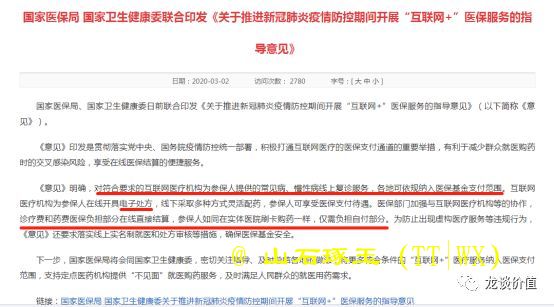 国家医保局 国家卫生健康委联合印发《关于推进新冠肺炎疫情防控期间开展“互联网+”医保服务的指
导意见》
日期：2020-03-02 访问次数：2780 字号：[ 大 中 小 ]
国家医保局、国家卫生健康委日前联合印发《关于推进新冠肺炎疫情防控期间开展“互联网+”医保服务的指导意见》（以下简称《意
见》）。
《意见》印发是贯彻落实党中央、国务院疫情防控统一部署，积极打通互联网医疗的医保支付通道的重要举措，有利于减少群众就医购药
时的交叉感染风险，享受在线医保结算的便捷服务。
《意见》明确，对符合要求的互联网医疗机构为参保人提供的常见病、慢性病线上复诊服务，各地可依规纳入医保基金支付范围。互联网
医疗机构为参保人在线开具电子处方，线下采取多种方式灵活配药，参保人可享受医保支付待遇。医保部门加强与互联网医疗机构等的协作，
诊疗费和药费医保负担部分在线直接结算，参保人如同在实体医院刷卡购药一样，仅需负担自付部分。为防止出现虚构医疗服务等违规行
为，《意见》还要求落实线上实名制就医和处方审核等措施，确保医保基金安全。
下一步，国家医保局将会同国家卫生健康委，密切关注
支付
范围，支持定点医药机构提供“不见面”就医购药服务，及时满足人民群众的就医用药需求。
链接：国家医保局 国家卫生健康委关于推进新冠肺炎疫情防控期间开展“互联网+”医保服务的指导意见
龙谈价值